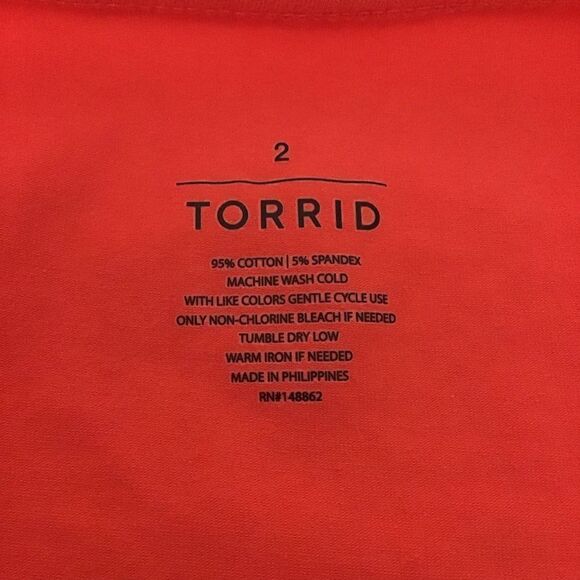 2
TORRID
95% COTTON | 5% SPANDEX
MACHINE WASH COLD
WITH LIKE COLORS GENTLE CYCLE USE
ONLY NON-CHLORINE BLEACH IF NEEDED
TUMBLE DRY LOW
WARM IRON IF NEEDED
MADE IN PHILIPPINES
RN#148862